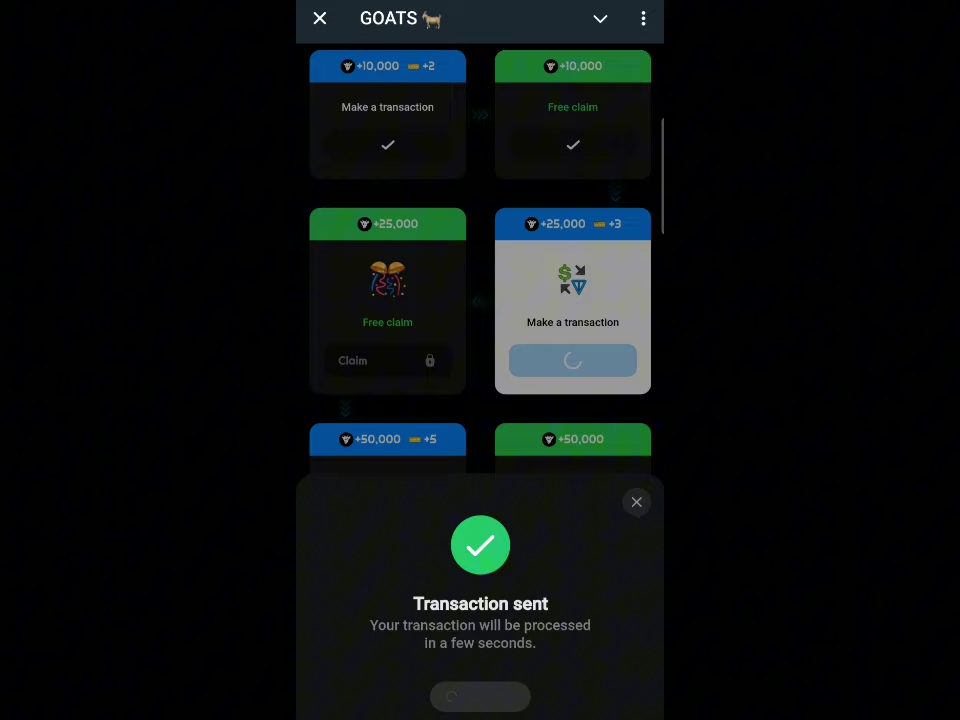 GOATS
+10,000 +2
+10,000
Make a transaction
Free claim
+25,000
+25,000 +3
Free claim
Make a transaction
Claim
+50,000 +5
+50,000
Transaction sent
Your transaction will be processed
in a few seconds.